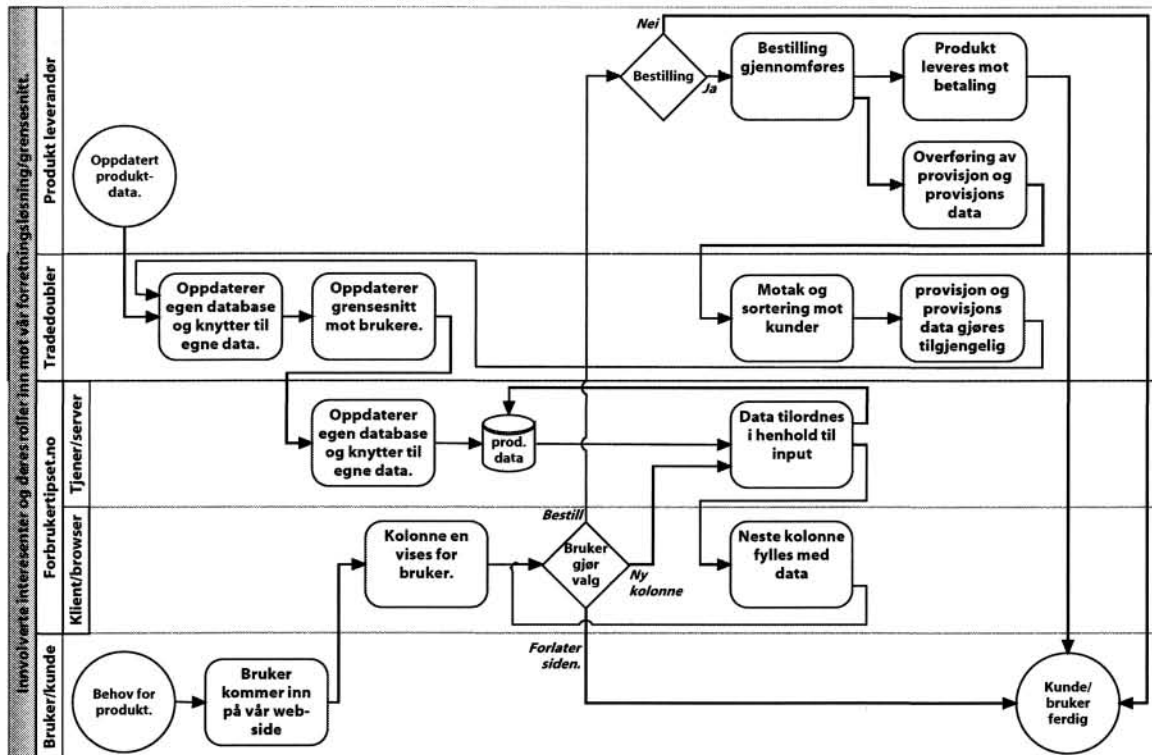 Innvolverte interesenter og deres roller inn mot vår forretningsløsning/grensesnitt.
Produkt leverandør
Oppdatert
produkt-
data.
Nei
Bestilling
Ja
Bestilling
gjennomføres
Produkt
leveres mot
betaling
Overføring av
provisjon og
provisjons
data
Tradedoubler
Oppdaterer
egen database
og knytter til
egne data.
Oppdaterer
grensesnitt
mot brukere.
Motak og
sortering mot
kunder
provisjon og
provisjons
data gjøres
tilgjengelig
Forbrukertipset.no
Tjener/server
Oppdaterer
egen database
og knytter til
egne data.
prod.
data
Data tilordnes
i henhold til
input
Klient/browser
Kolonne en
vises for
bruker.
Bestill
Bruker
gjør
valg
Ny
kolonne
Neste kolonne
fylles med
data
Forlater
siden.
Bruker/kunde
Behov for
produkt.
Bruker
kommer inn
på vår web-
side
Kunde/
bruker
ferdig